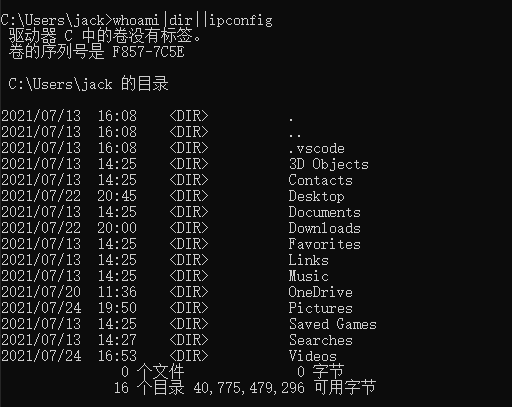 C:\Users\jack>whoami|dir||ipconfig
驱动器 C 中的卷没有标签。
卷的序列号是 F857-7C5E
C:\Users\jack 的目录
2021/07/13  16:08    <DIR>          .
2021/07/13  16:08    <DIR>          ..
2021/07/13  16:08    <DIR>          .vscode
2021/07/13  14:25    <DIR>          3D Objects
2021/07/13  14:25    <DIR>          Contacts
2021/07/22  20:45    <DIR>          Desktop
2021/07/13  14:25    <DIR>          Documents
2021/07/22  20:00    <DIR>          Downloads
2021/07/13  14:25    <DIR>          Favorites
2021/07/13  14:25    <DIR>          Links
2021/07/13  14:25    <DIR>          Music
2021/07/20  11:36    <DIR>          OneDrive
2021/07/24  19:50    <DIR>          Pictures
2021/07/13  14:25    <DIR>          Saved Games
2021/07/13  14:27    <DIR>          Searches
2021/07/24  16:53    <DIR>          Videos
0 个文件              0 字节
16 个目录 40,775,479,296 可用字节